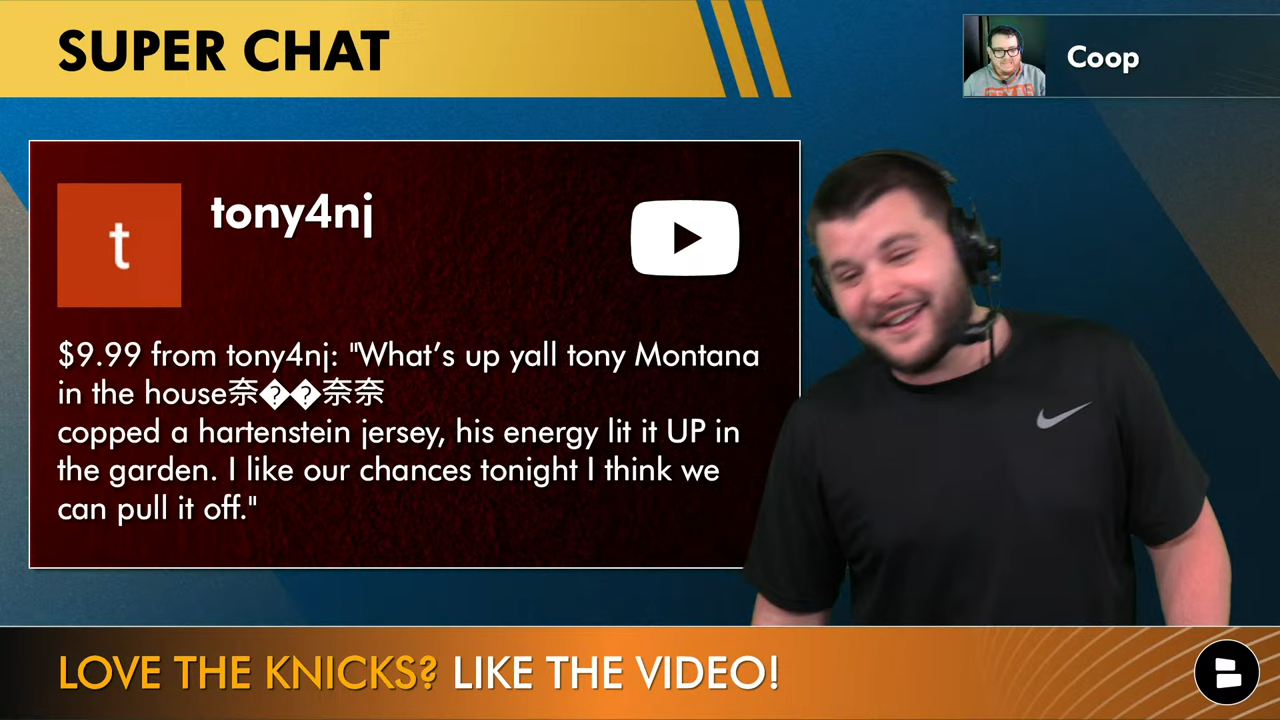 SUPER CHAT
Coop
t
tony4nj
$9.99 from tony4nj: "What’s up yall tony Montana
in the house奈��奈奈
copped a hartenstein jersey, his energy lit it UP in
the garden. I like our chances tonight I think we
can pull it off."
LOVE THE KNICKS? LIKE THE VIDEO!